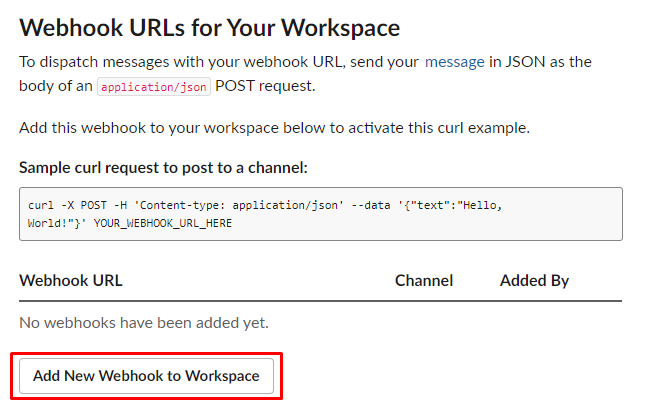 Webhook URLs for Your Workspace
To dispatch messages with your webhook URL, send your message in JSON as the
body of an application/json POST request.
Add this webhook to your workspace below to activate this curl example.
Sample curl request to post to a channel:
curl -X POST -H 'Content-type: application/json' --data '{"text":"Hello,
World!"}' YOUR_WEBHOOK_URL_HERE
Webhook URL Channel Added By
No webhooks have been added yet.
Add New Webhook to Workspace